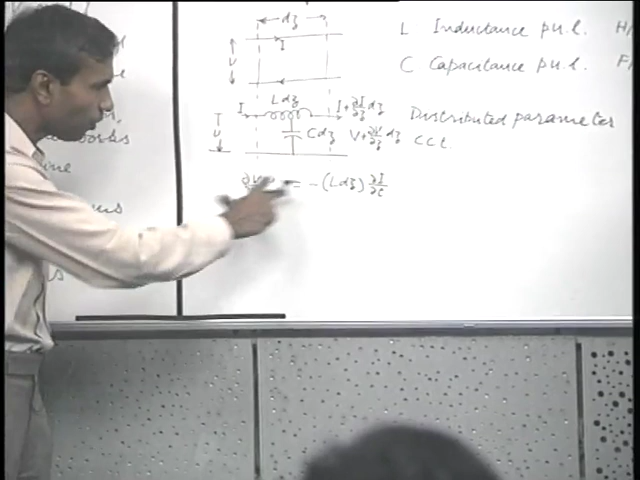 dz
I
V
L Inductance p.u.l. H/
C Capacitance p.u.l. F/
I Ldz I + ∂I/∂z dz
V Cdz V + ∂V/∂z dz
Distributed parameter
cct.
= -(Ldz) ∂I/∂t